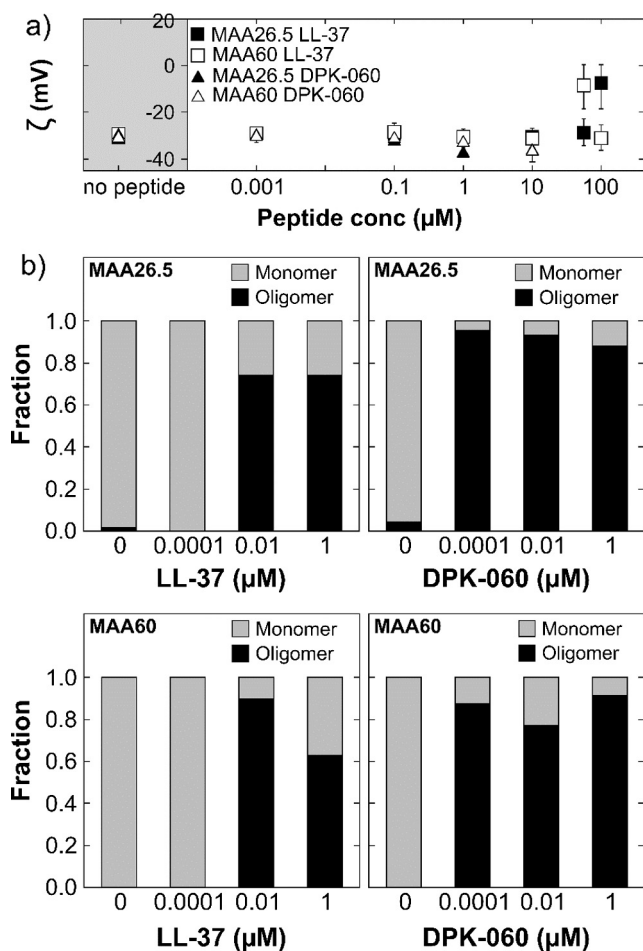 a)
ζ (mV)
20
0
-20
-40
MAA26.5 LL-37
MAA60 LL-37
MAA26.5 DPK-060
MAA60 DPK-060
no peptide 0.001 0.1 1 10 100
Peptide conc (µM)
b)
MAA26.5
Monomer
Oligomer
1.0
0.8
0.6
0.4
0.2
0.0
Fraction
0 0.0001 0.01 1
LL-37 (µM)
MAA26.5
Monomer
Oligomer
0 0.0001 0.01 1
DPK-060 (µM)
MAA60
Monomer
Oligomer
1.0
0.8
0.6
0.4
0.2
0.0
Fraction
0 0.0001 0.01 1
LL-37 (µM)
MAA60
Monomer
Oligomer
0 0.0001 0.01 1
DPK-060 (µM)